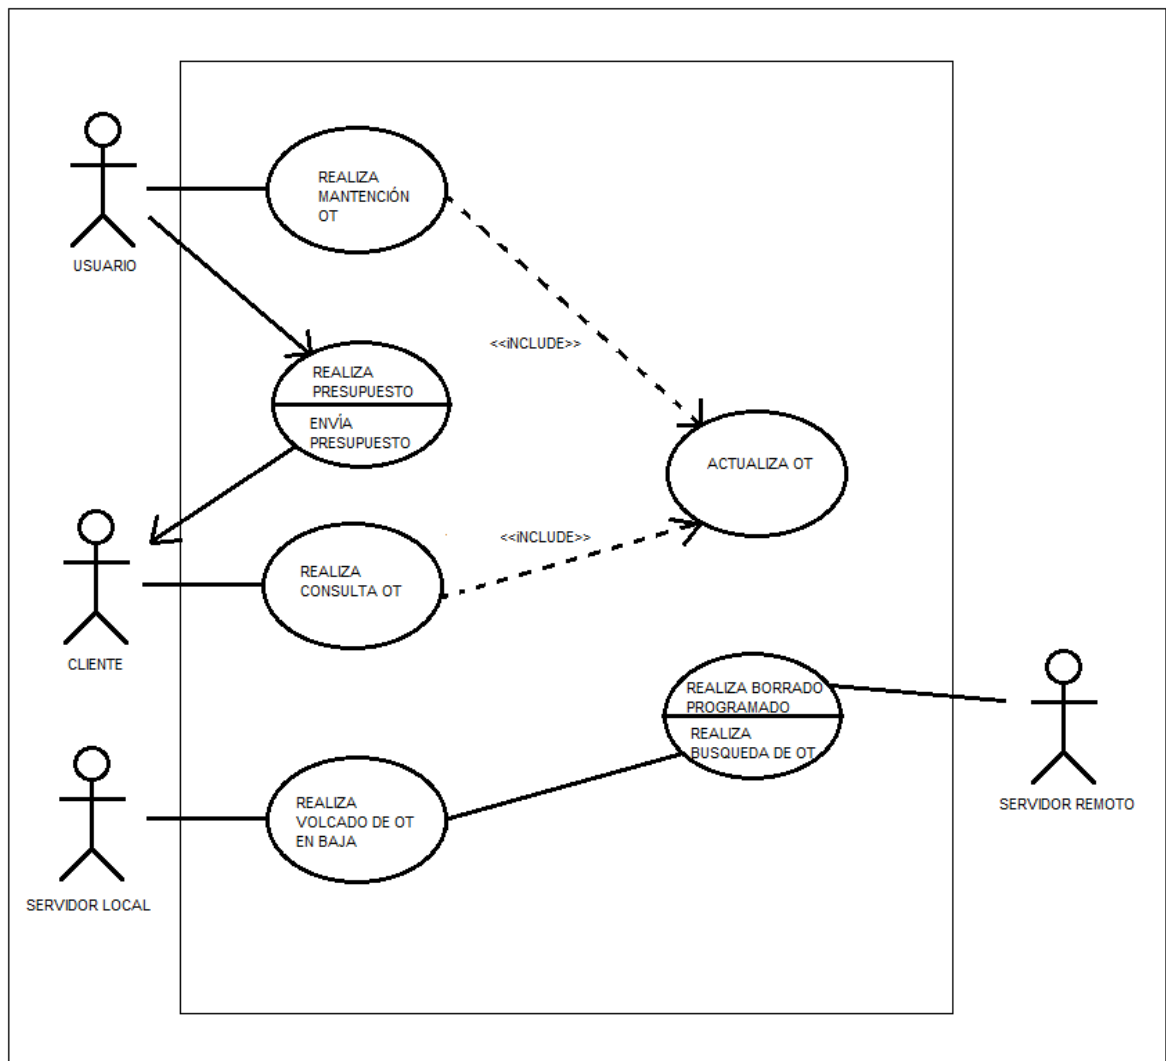 REALIZA
MANTENCIÓN
OT
USUARIO
<<iNCLUDE>>
REALIZA
PRESUPUESTO
ENVÍA
PRESUPUESTO
ACTUALIZA OT
<<iNCLUDE>>
REALIZA
CONSULTA OT
CLIENTE
REALIZA BORRADO
PROGRAMADO
REALIZA
BUSQUEDA DE OT
SERVIDOR REMOTO
REALIZA
VOLCADO DE OT
EN BAJA
SERVIDOR LOCAL